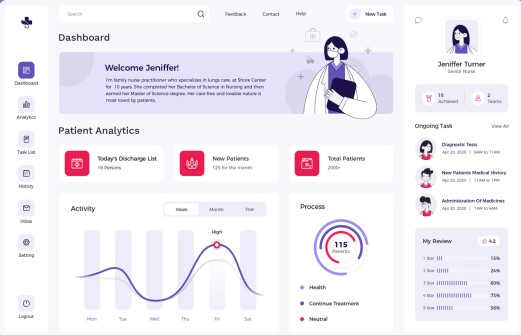 Search
Feedback
Contact
Help
+ New Task
Dashboard
Analytics
Task List
History
Inbox
Setting
Logout
Dashboard
Welcome Jeniffer!
I'm family nurse practitioner who specializes in lungs care, at Shore Center
for 10 years. She completed her Bachelor of Science in Nursing and then
earned her Master of Science degree. Her care-free and lovable nature is
most loved by patients.
Patient Analytics
Today's Discharge List
16 Persons
New Patients
125 for the month
Total Patients
2000+
Activity
Week
Month
Year
High
Mon
Tue
Wed
Thu
Fri
Sat
Process
115
Patients
Health
Continue Treatment
Neutral
Jeniffer Turner
Senior Nurse
10
Achieved
2
Teams
Ongoing Task
View All
Diagnostic Tests
Apr 20, 2020 | 8AM to 11AM
New Patients Medical History
Apr 20, 2020 | 11AM to 1PM
Administration Of Medicines
Apr 20, 2020 | 1AM to 6AM
My Review
4.2
1 Star
15%
2 Star
24%
3 Star
60%
4 Star
75%
5 Star
36%